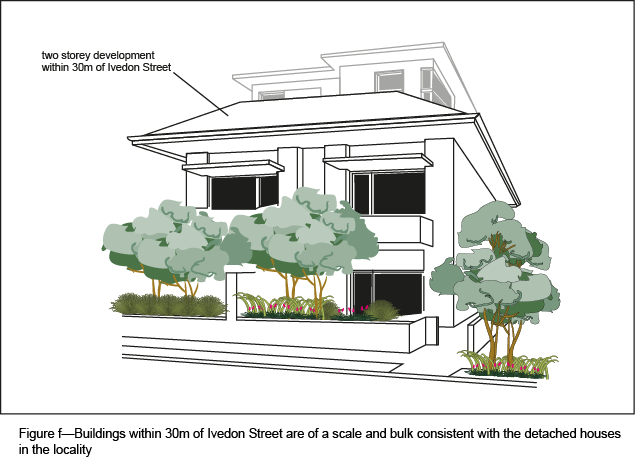 two storey development
within 30m of Ivedon Street
Figure f—Buildings within 30m of Ivedon Street are of a scale and bulk consistent with the detached houses
in the locality